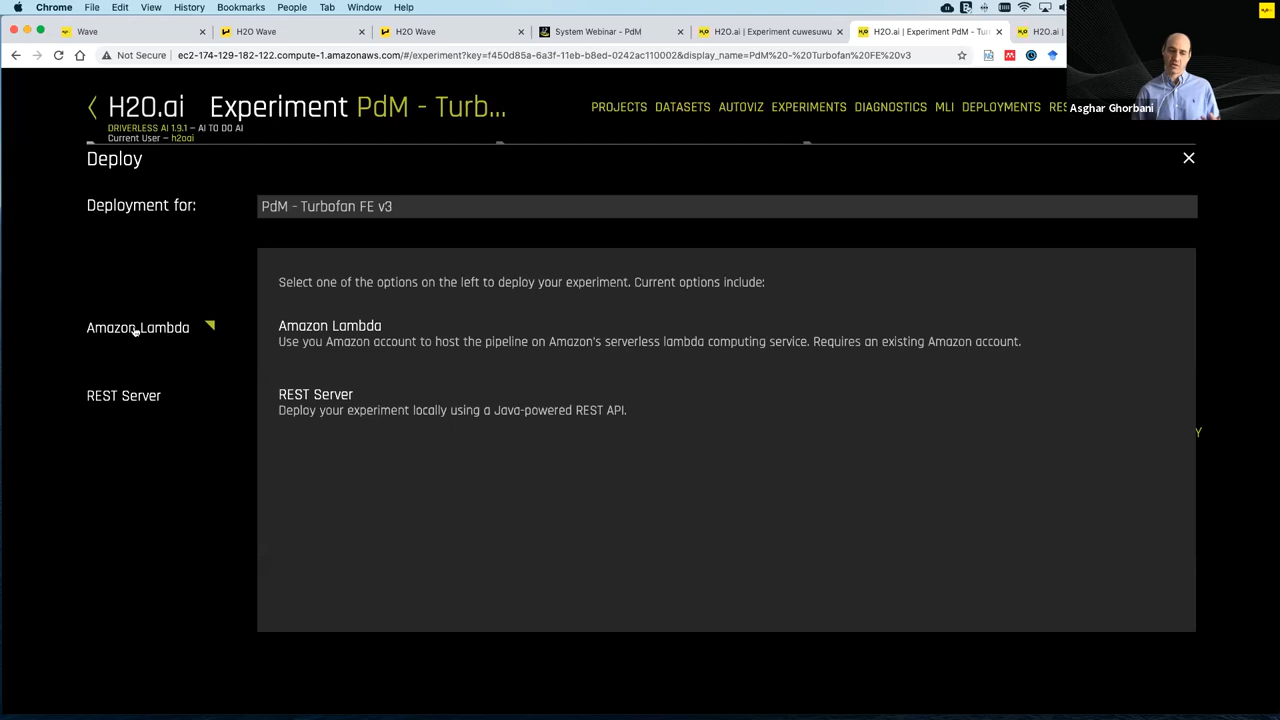 Chrome File Edit View History Bookmarks People Tab Window Help
Wave
H2O Wave
H2O Wave
System Webinar - PdM
H2O.ai | Experiment cuwesuwu
H2O.ai | Experiment PdM - Tur
H2O.ai |
Not Secure ec2-174-129-182-122.compute-1.amazonaws.com/#/experiment?key=f450d85a-6a3f-11eb-b8ed-0242ac110002&display_name=PdM%20-%20Turbofan%20FE%20v3
Asghar Ghorbani
H2O.ai Experiment PdM - Turb...
PROJECTS DATASETS AUTOVIZ EXPERIMENTS DIAGNOSTICS MLI DEPLOYMENTS RES
DRIVERLESS AI 1.9.1 – AI TO DO AI
Current User – h2oai
Deploy
Deployment for:
PdM - Turbofan FE v3
Select one of the options on the left to deploy your experiment. Current options include:
Amazon Lambda
Amazon Lambda
Use you Amazon account to host the pipeline on Amazon's serverless lambda computing service. Requires an existing Amazon account.
REST Server
REST Server
Deploy your experiment locally using a Java-powered REST API.
Y